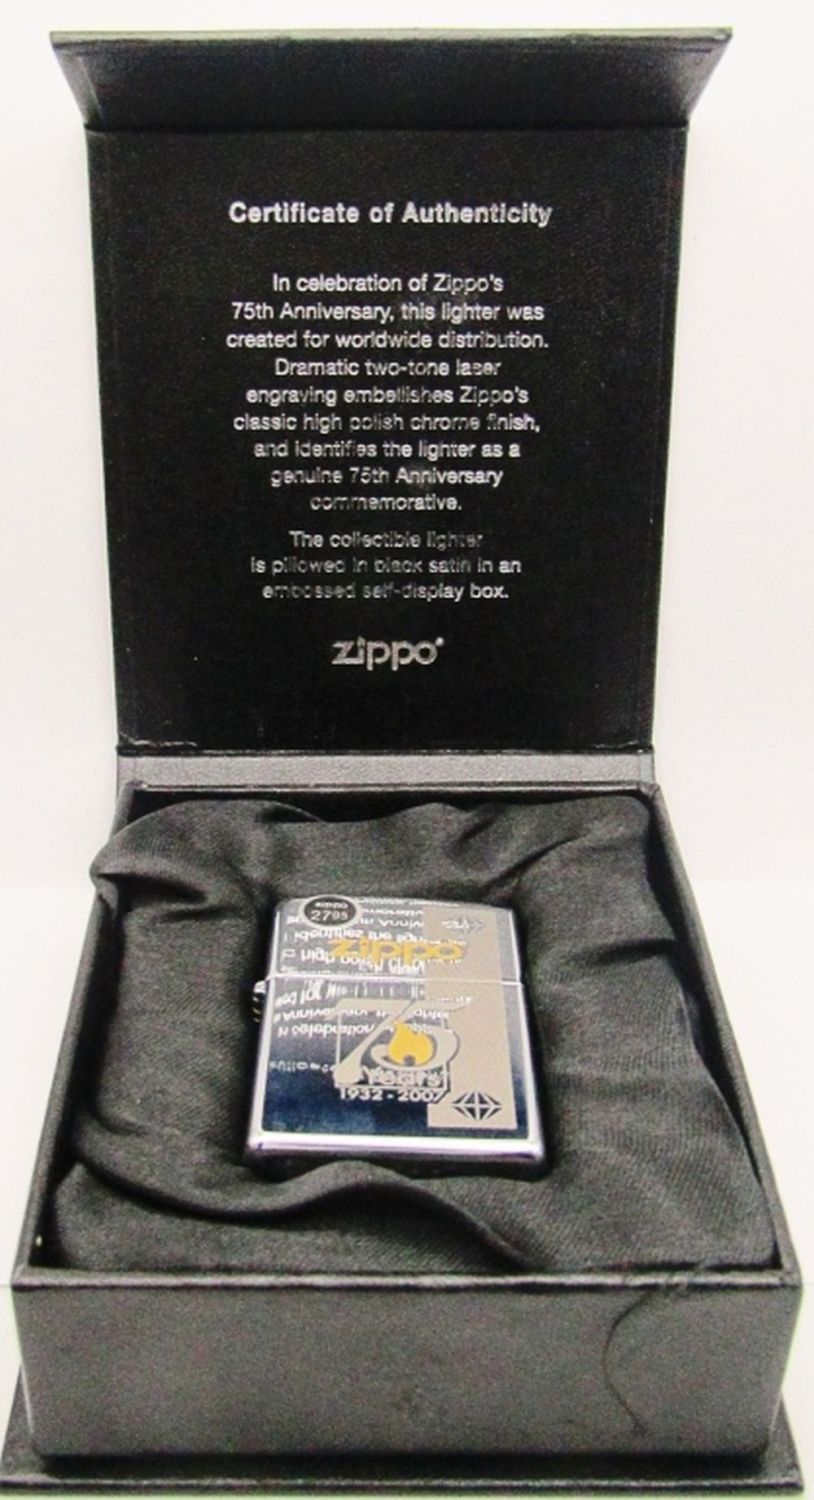 Certificate of Authenticity
In celebration of Zippo's
75th Anniversary, this lighter was
created for worldwide distribution.
Dramatic two-tone laser
engraving embellishes Zippo's
classic high polish chrome finish,
and identifies the lighter as a
genuine 75th Anniversary
commemorative.
The collectible lighter
is pillowed in black satin in an
embossed self-display box.
zippo
ZIPPO
2795
zippo
75
Years
1932 - 2007